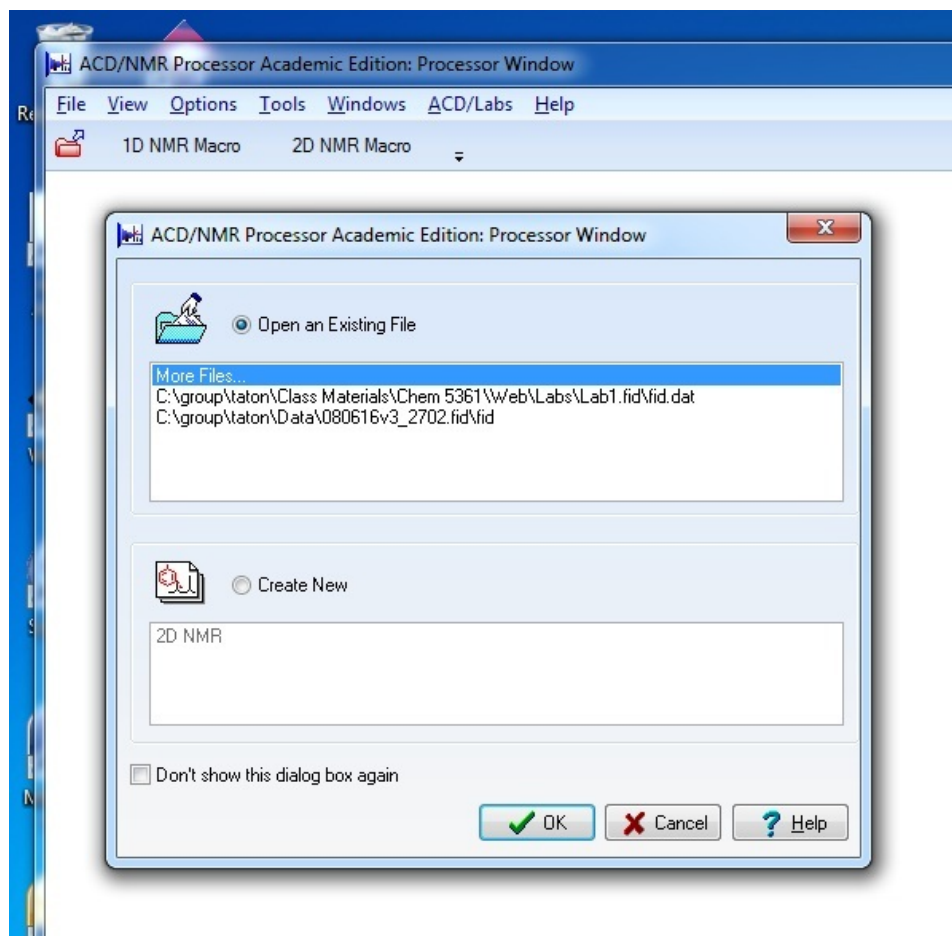 ACD/NMR Processor Academic Edition: Processor Window
File View Options Tools Windows ACD/Labs Help
1D NMR Macro 2D NMR Macro
ACD/NMR Processor Academic Edition: Processor Window
Open an Existing File
More Files...
C:\group\taton\Class Materials\Chem 5361\Web\Labs\Lab1.fid\fid.dat
C:\group\taton\Data\080616v3_2702.fid\fid
Create New
2D NMR
Don't show this dialog box again
OK Cancel Help